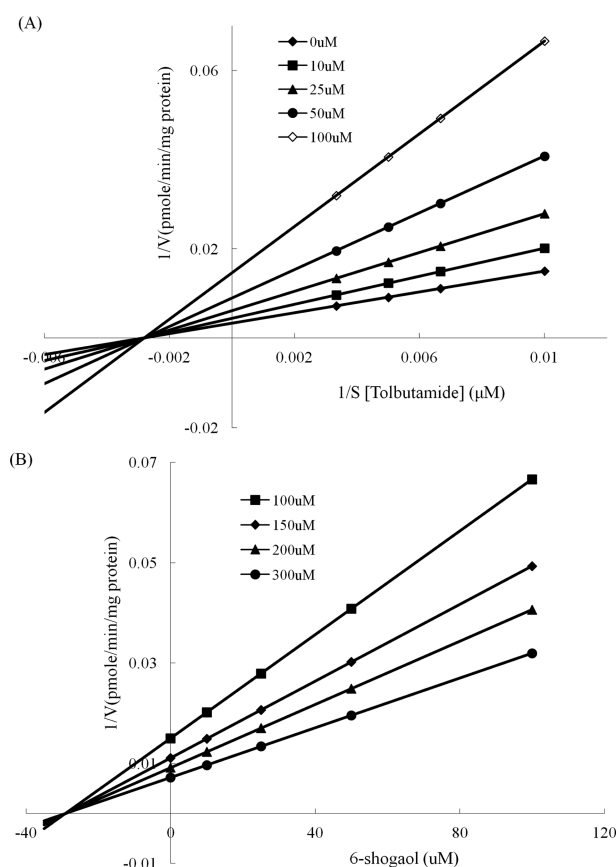 (A)
1/V(pmole/min/mg protein)
0uM
10uM
25uM
50uM
100uM
0.06
0.02
-0.006
-0.002
0.002
0.006
0.01
1/S [Tolbutamide] (μM)
-0.02
(B)
1/V(pmole/min/mg protein)
0.07
100uM
150uM
200uM
300uM
0.05
0.03
0.01
-40
0
40
80
120
-0.01
6-shogaol (uM)